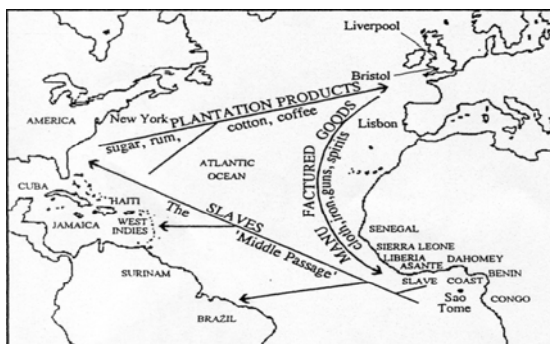 Liverpool
Bristol
PLANTATION PRODUCTS
New York
AMERICA
sugar, rum, cotton, coffee
Lisbon
MANUFACTURED GOODS
cloth, iron, guns, spirits
ATLANTIC
OCEAN
CUBA
HAITI
The SLAVES
'Middle Passage'
JAMAICA
WEST
INDIES
SENEGAL
SIERRA LEONE
LIBERIA
ASANTE
DAHOMEY
BENIN
SLAVE COAST
SURINAM
Sao
Tome
CONGO
BRAZIL